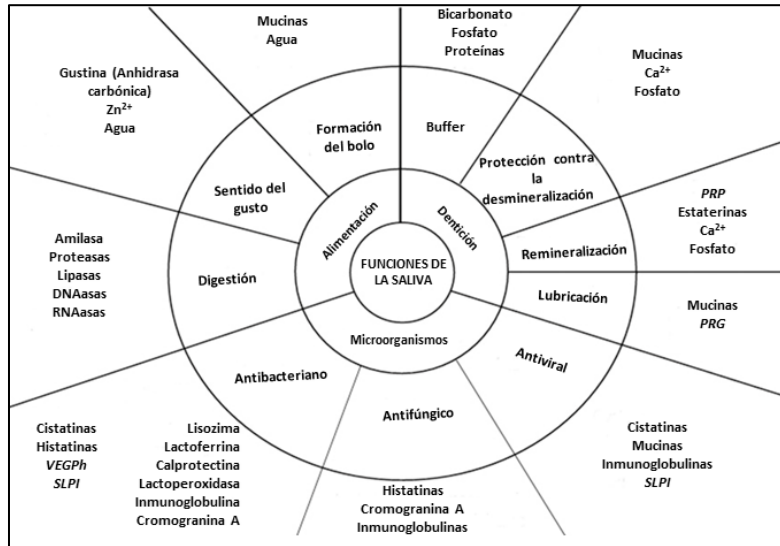 Mucinas
Agua
Bicarbonato
Fosfato
Proteínas
Mucinas
Ca²⁺
Fosfato
Gustina (Anhidrasa
carbónica)
Zn²⁺
Agua
Formación
del bolo
Buffer
Protección contra
la
desmineralización
Sentido del
gusto
Alimentación
Dentición
PRP
Estaterinas
Ca²⁺
Fosfato
Amilasa
Proteasas
Lipasas
DNAasas
RNAasas
Digestión
FUNCIONES DE
LA SALIVA
Remineralización
Lubricación
Mucinas
PRG
Microorganismos
Antibacteriano
Antifúngico
Antiviral
Cistatinas
Histatinas
VEGPh
SLPI
Lisozima
Lactoferrina
Calprotectina
Lactoperoxidasa
Inmunoglobulina
Cromogranina A
Histatinas
Cromogranina A
Inmunoglobulinas
Cistatinas
Mucinas
Inmunoglobulinas
SLPI